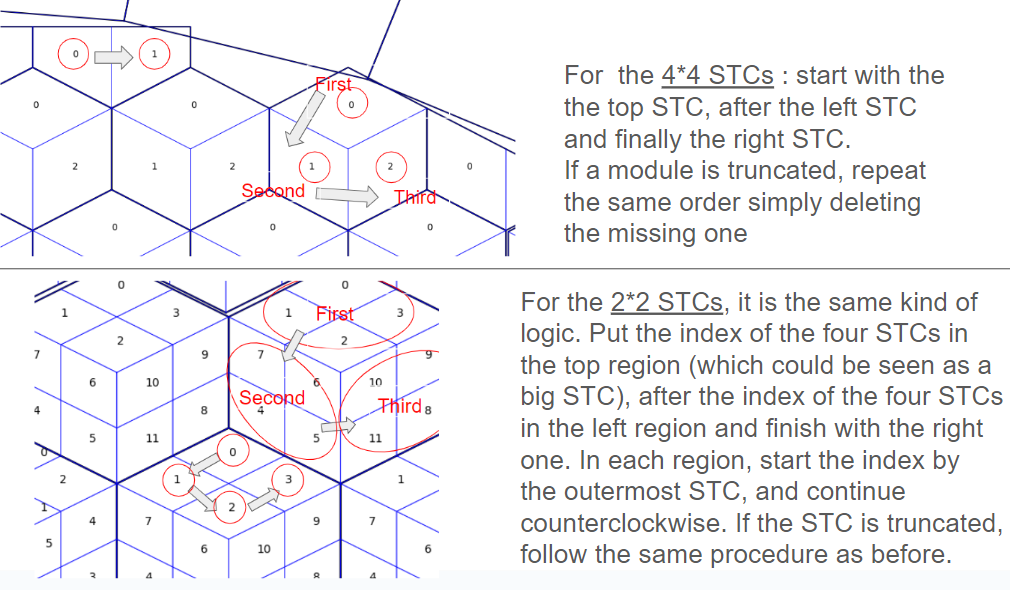 0 1
First
0
0 0
2 1 2 1 2 0
Second Third
0 0 0
For the 4*4 STCs : start with the
the top STC, after the left STC
and finally the right STC.
If a module is truncated, repeat
the same order simply deleting
the missing one
0 0
1 3 1 First 3
2 2
7 9 7 9
6 10 6 10
4 8 Second 4 Third 8
5 11 5 11
0 0
2 1 3 1
1 2
4 7 9 7
5 6 10 6
3 4 8 4
For the 2*2 STCs, it is the same kind of
logic. Put the index of the four STCs in
the top region (which could be seen as a
big STC), after the index of the four STCs
in the left region and finish with the right
one. In each region, start the index by
the outermost STC, and continue
counterclockwise. If the STC is truncated,
follow the same procedure as before.